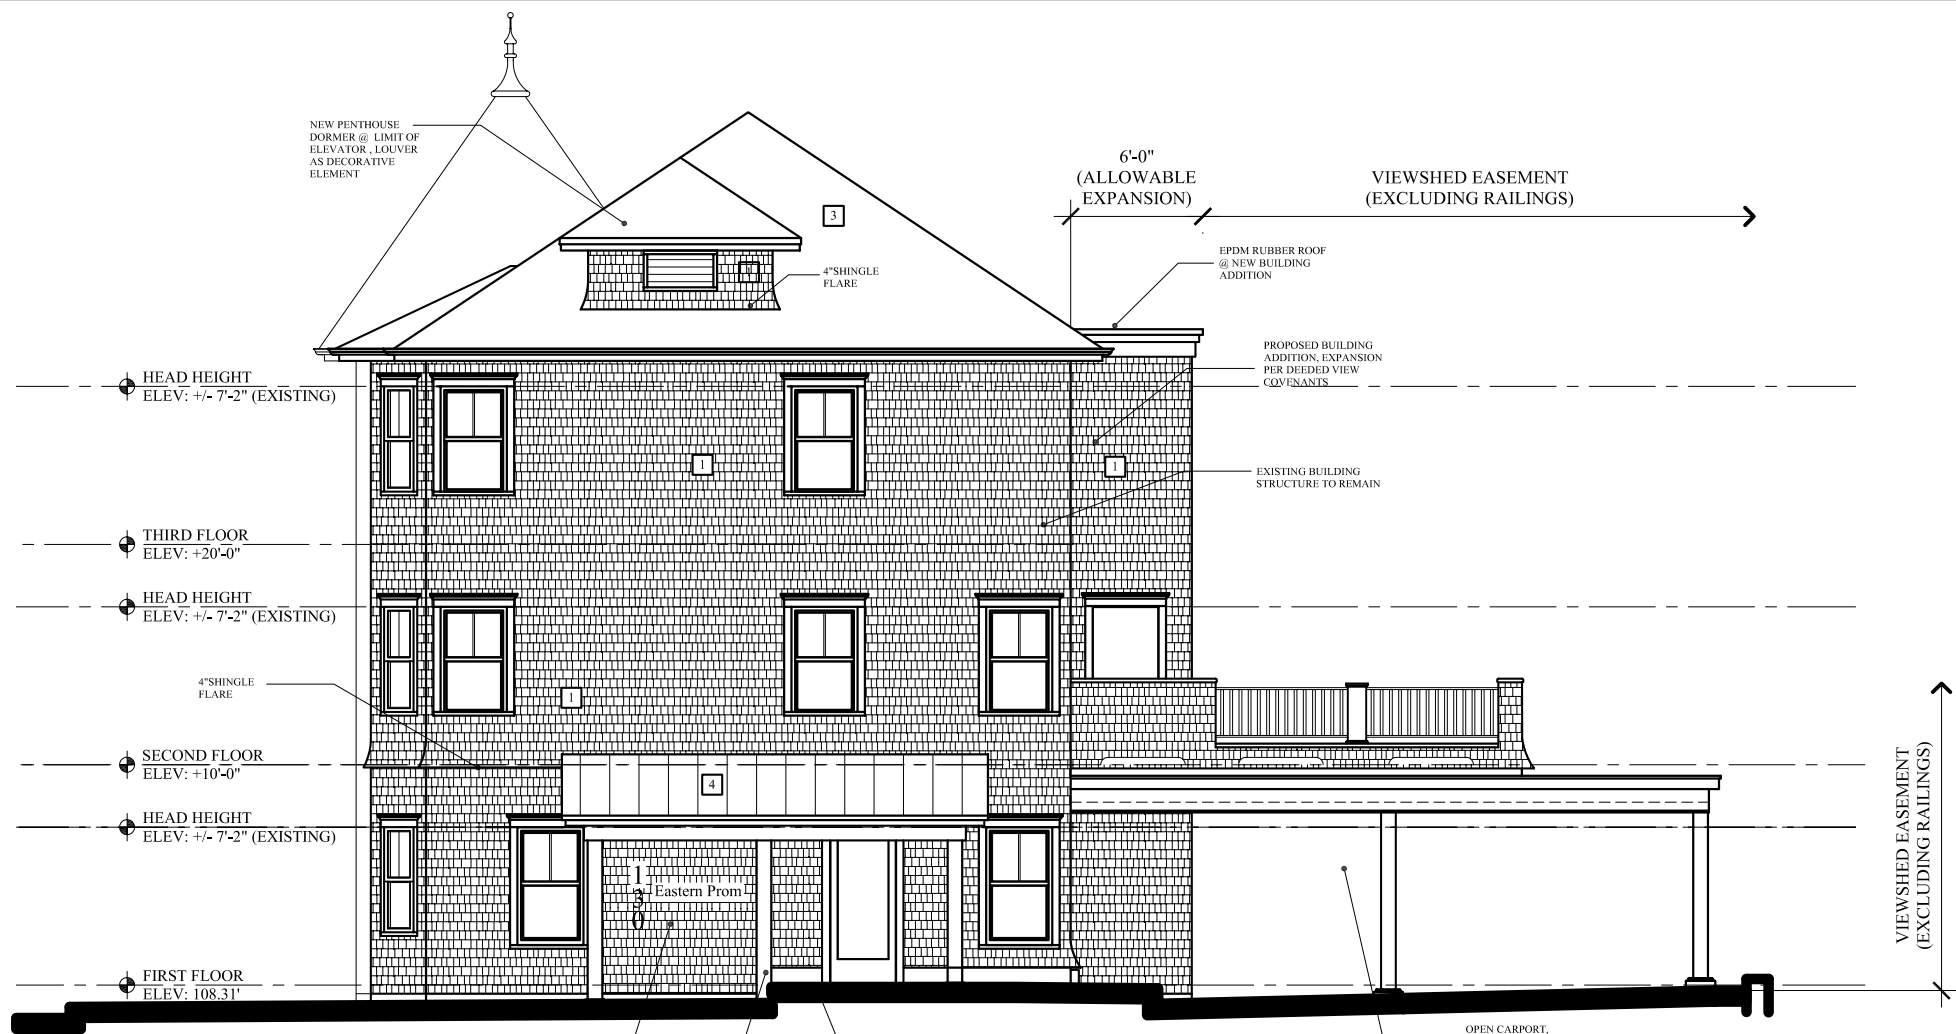 NEW PENTHOUSE
DORMER @ LIMIT OF
ELEVATOR , LOUVER
AS DECORATIVE
ELEMENT
6'-0"
(ALLOWABLE
EXPANSION)
VIEWSHED EASEMENT
(EXCLUDING RAILINGS)
3
EPDM RUBBER ROOF
@ NEW BUILDING
ADDITION
1
4"SHINGLE
FLARE
PROPOSED BUILDING
ADDITION, EXPANSION
PER DEEDED VIEW
COVENANTS
HEAD HEIGHT
ELEV: +/- 7'-2" (EXISTING)
1
1
EXISTING BUILDING
STRUCTURE TO REMAIN
THIRD FLOOR
ELEV: +20'-0"
HEAD HEIGHT
ELEV: +/- 7'-2" (EXISTING)
4"SHINGLE
FLARE
1
SECOND FLOOR
ELEV: +10'-0"
4
HEAD HEIGHT
ELEV: +/- 7'-2" (EXISTING)
VIEWSHED EASEMENT
(EXCLUDING RAILINGS)
130
Eastern Prom
FIRST FLOOR
ELEV: 108.31'
OPEN CARPORT,